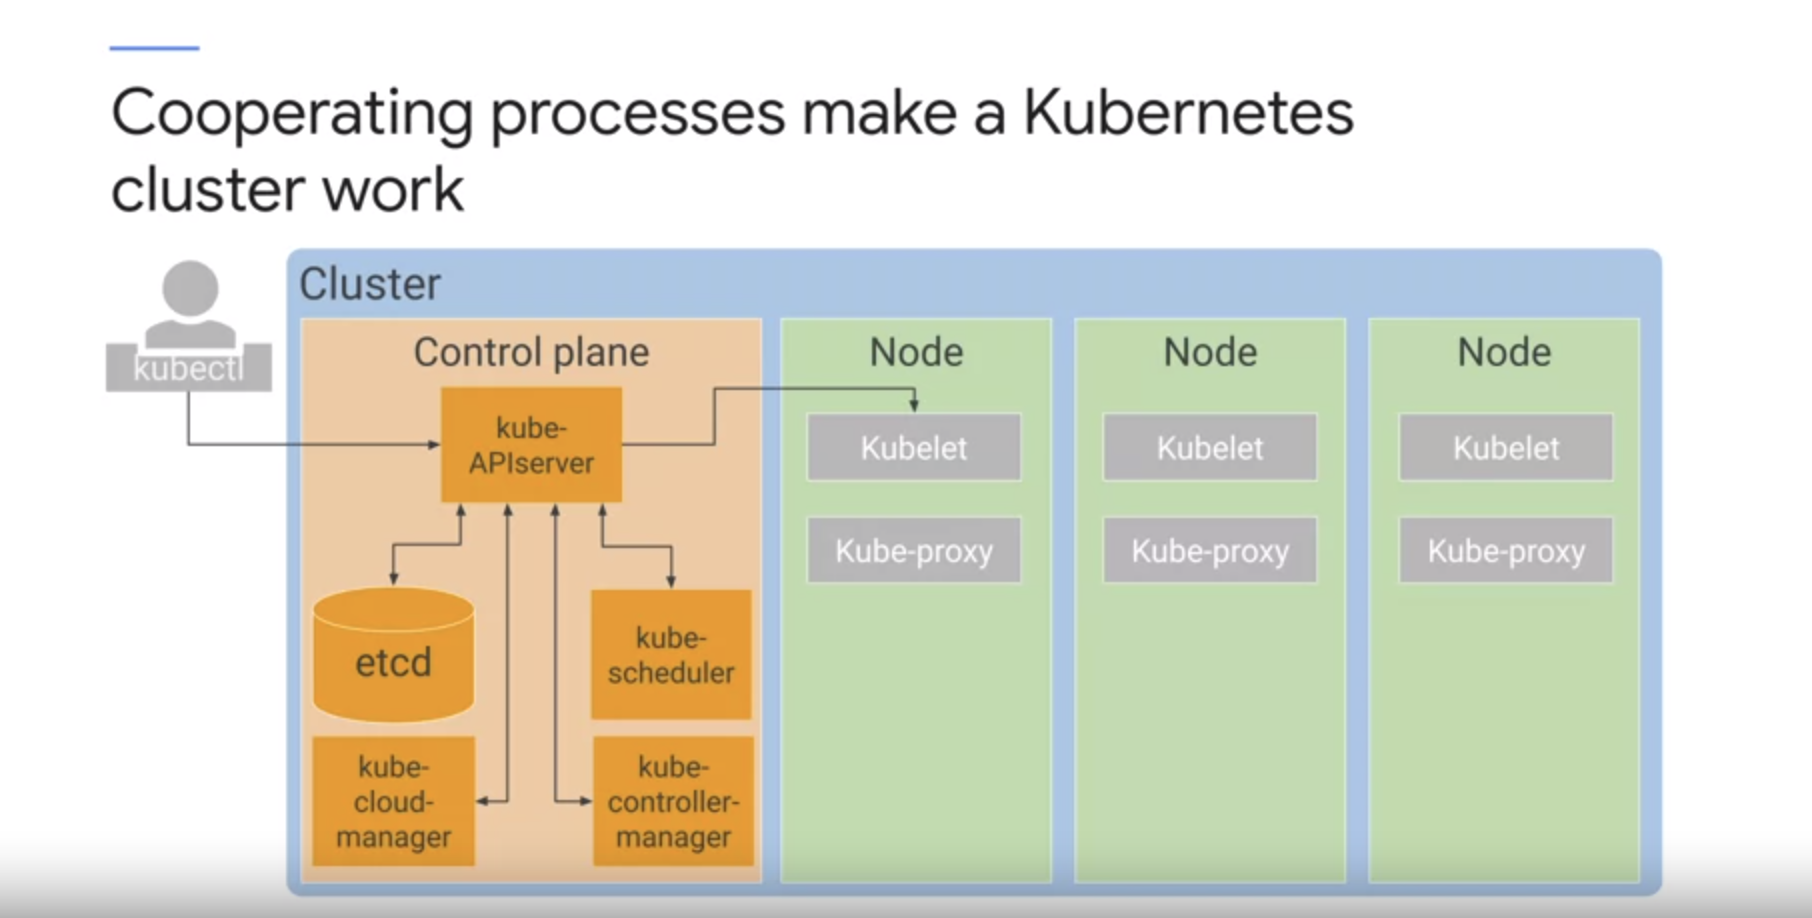 Cooperating processes make a Kubernetes
cluster work
kubectl
Cluster
Control plane
kube-
APIserver
etcd
kube-
scheduler
kube-
cloud-
manager
kube-
controller-
manager
Node
Kubelet
Kube-proxy
Node
Kubelet
Kube-proxy
Node
Kubelet
Kube-proxy